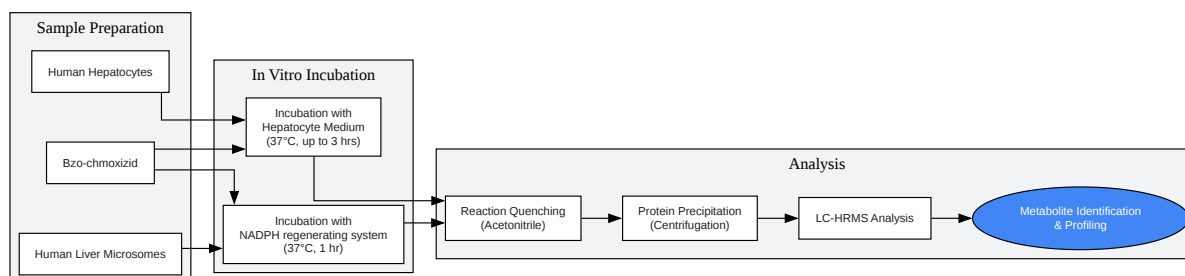 Sample Preparation
Human Hepatocytes
Bzo-chmoxizid
Human Liver Microsomes
In Vitro Incubation
Incubation with
Hepatocyte Medium
(37°C, up to 3 hrs)
Incubation with
NADPH regenerating system
(37°C, 1 hr)
Analysis
Reaction Quenching
(Acetonitrile)
Protein Precipitation
(Centrifugation)
LC-HRMS Analysis
Metabolite Identification
& Profiling